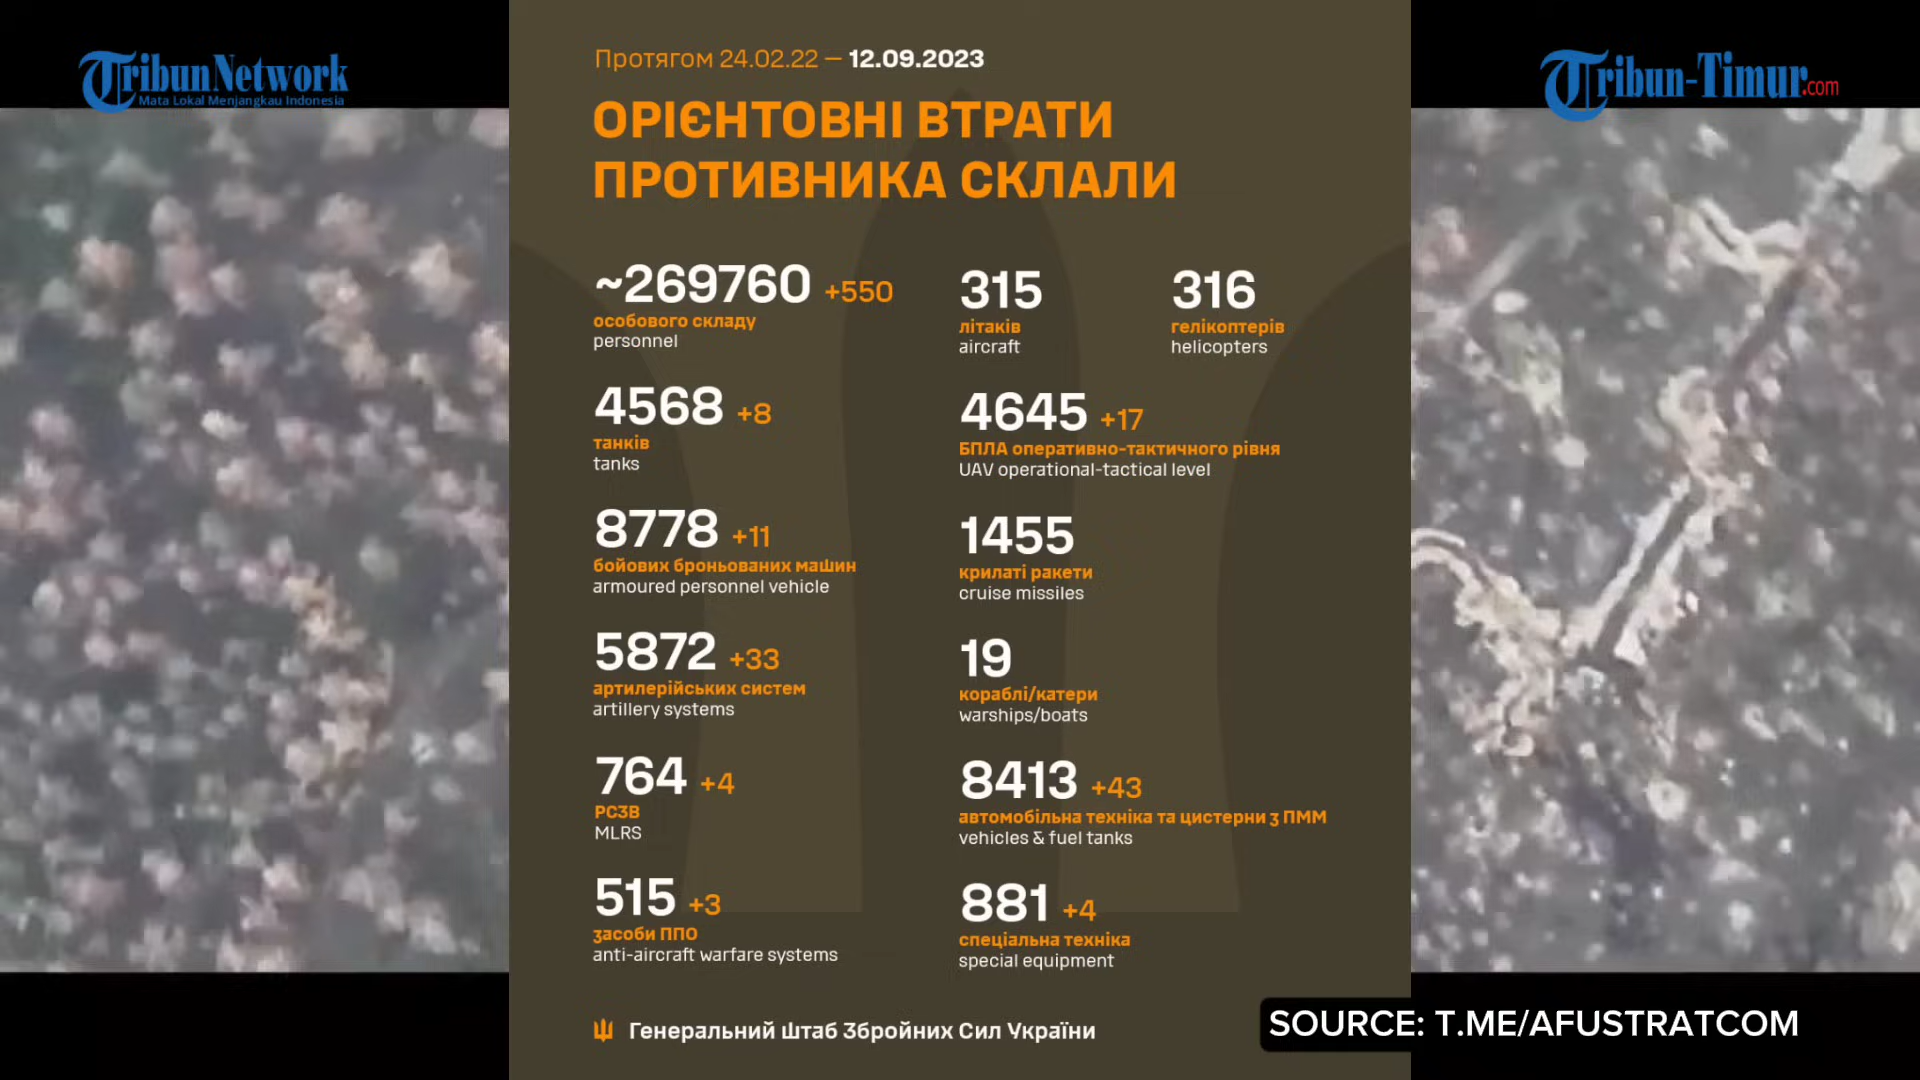 TribunNetwork
Mata Lokal Menjangkau Indonesia
Tribun-Timur.com
Протягом 24.02.22 — 12.09.2023
ОРІЄНТОВНІ ВТРАТИ
ПРОТИВНИКА СКЛАЛИ
~269760 +550
особового складу
personnel
315
літаків
aircraft
316
гелікоптерів
helicopters
4568 +8
танків
tanks
4645 +17
БПЛА оперативно-тактичного рівня
UAV operational-tactical level
8778 +11
бойових броньованих машин
armoured personnel vehicle
1455
крилаті ракети
cruise missiles
5872 +33
артилерійських систем
artillery systems
19
кораблі/катери
warships/boats
764 +4
РСЗВ
MLRS
8413 +43
автомобільна техніка та цистерни з ПММ
vehicles & fuel tanks
515 +3
засоби ППО
anti-aircraft warfare systems
881 +4
спеціальна техніка
special equipment
Генеральний Штаб Збройних Сил України
SOURCE: T.ME/AFUSTRATCOM